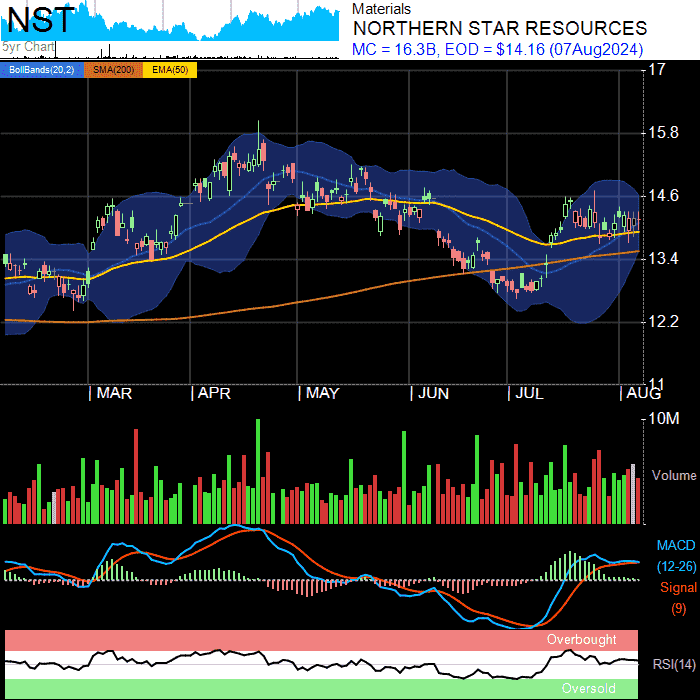 NST
5yr Chart
Materials
NORTHERN STAR RESOURCES
MC = 16.3B, EOD = $14.16 (07Aug2024)
BollBands(20,2) SMA(200) EMA(50)
17
15.8
14.6
13.4
12.2
11
| MAR | APR | MAY | JUN | JUL | AUG
10M
Volume
MACD
(12-26)
Signal
(9)
Overbought
RSI(14)
Oversold